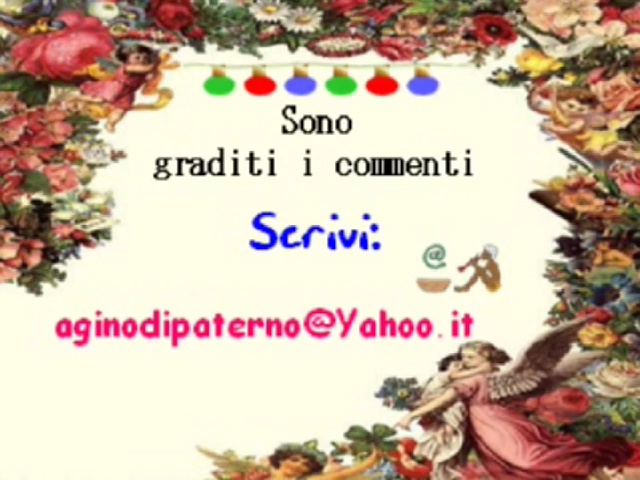 Sono
graditi i commenti
Scrivi:
@
aginodipaterno@Yahoo.it